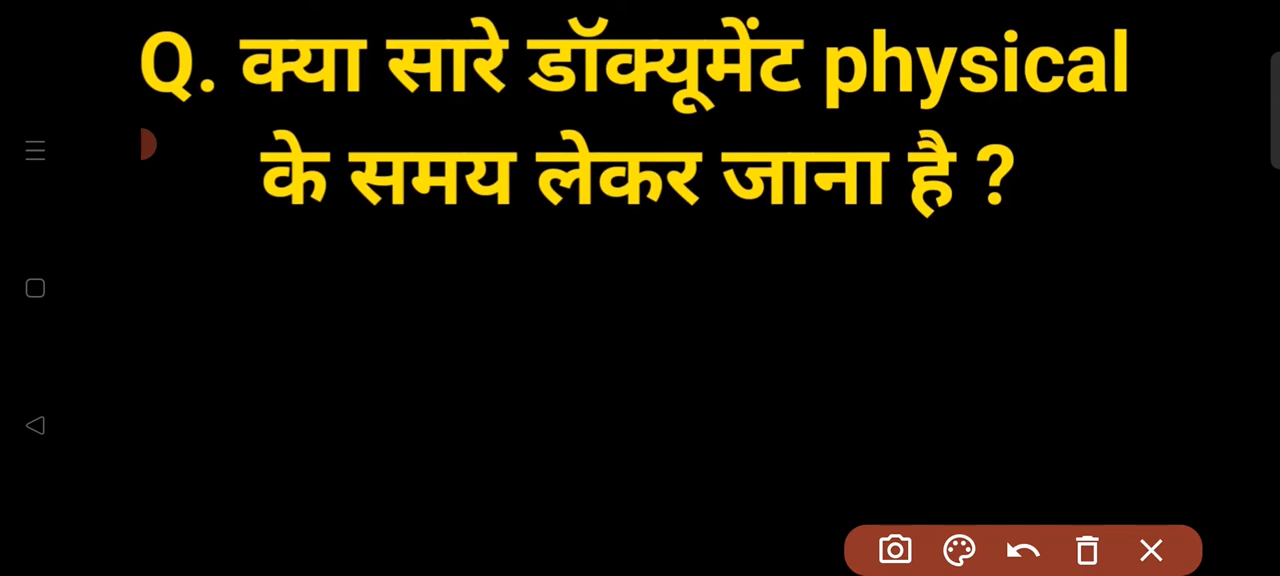 Q. क्या सारे डॉक्यूमेंट physical
के समय लेकर जाना है ?